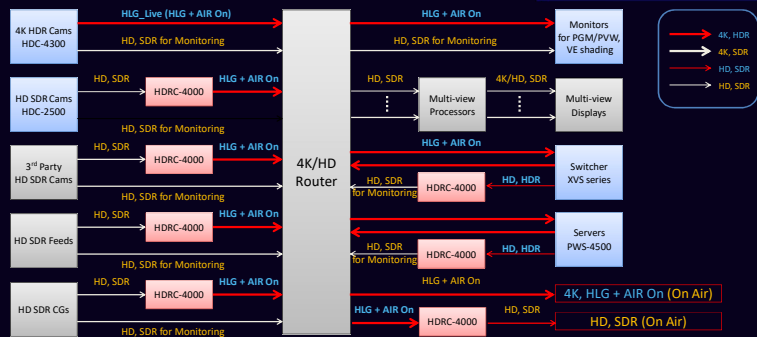 HLG_Live (HLG + AIR On)
4K HDR Cams
HDC-4300
HD, SDR for Monitoring
HD, SDR
HDRC-4000
HLG + AIR On
HD SDR Cams
HDC-2500
HD, SDR for Monitoring
HD, SDR
HDRC-4000
HLG + AIR On
3rd Party
HD SDR Cams
HD, SDR for Monitoring
HD, SDR
HDRC-4000
HLG + AIR On
HD SDR Feeds
HD, SDR for Monitoring
HD, SDR
HDRC-4000
HLG + AIR On
HD SDR CGs
HD, SDR for Monitoring
4K/HD
Router
HLG + AIR On
HD, SDR for Monitoring
Monitors
for PGM/PVW,
VE shading
HD, SDR
Multi-view
Processors
4K/HD, SDR
Multi-view
Displays
HLG + AIR On
HD, SDR
for Monitoring
HDRC-4000
HD, HDR
Switcher
XVS series
HD, SDR
for Monitoring
HDRC-4000
HD, HDR
Servers
PWS-4500
HLG + AIR On
4K, HLG + AIR On (On Air)
HLG + AIR On
HDRC-4000
HD, SDR
HD, SDR (On Air)
4K, HDR
4K, SDR
HD, SDR
HD, SDR